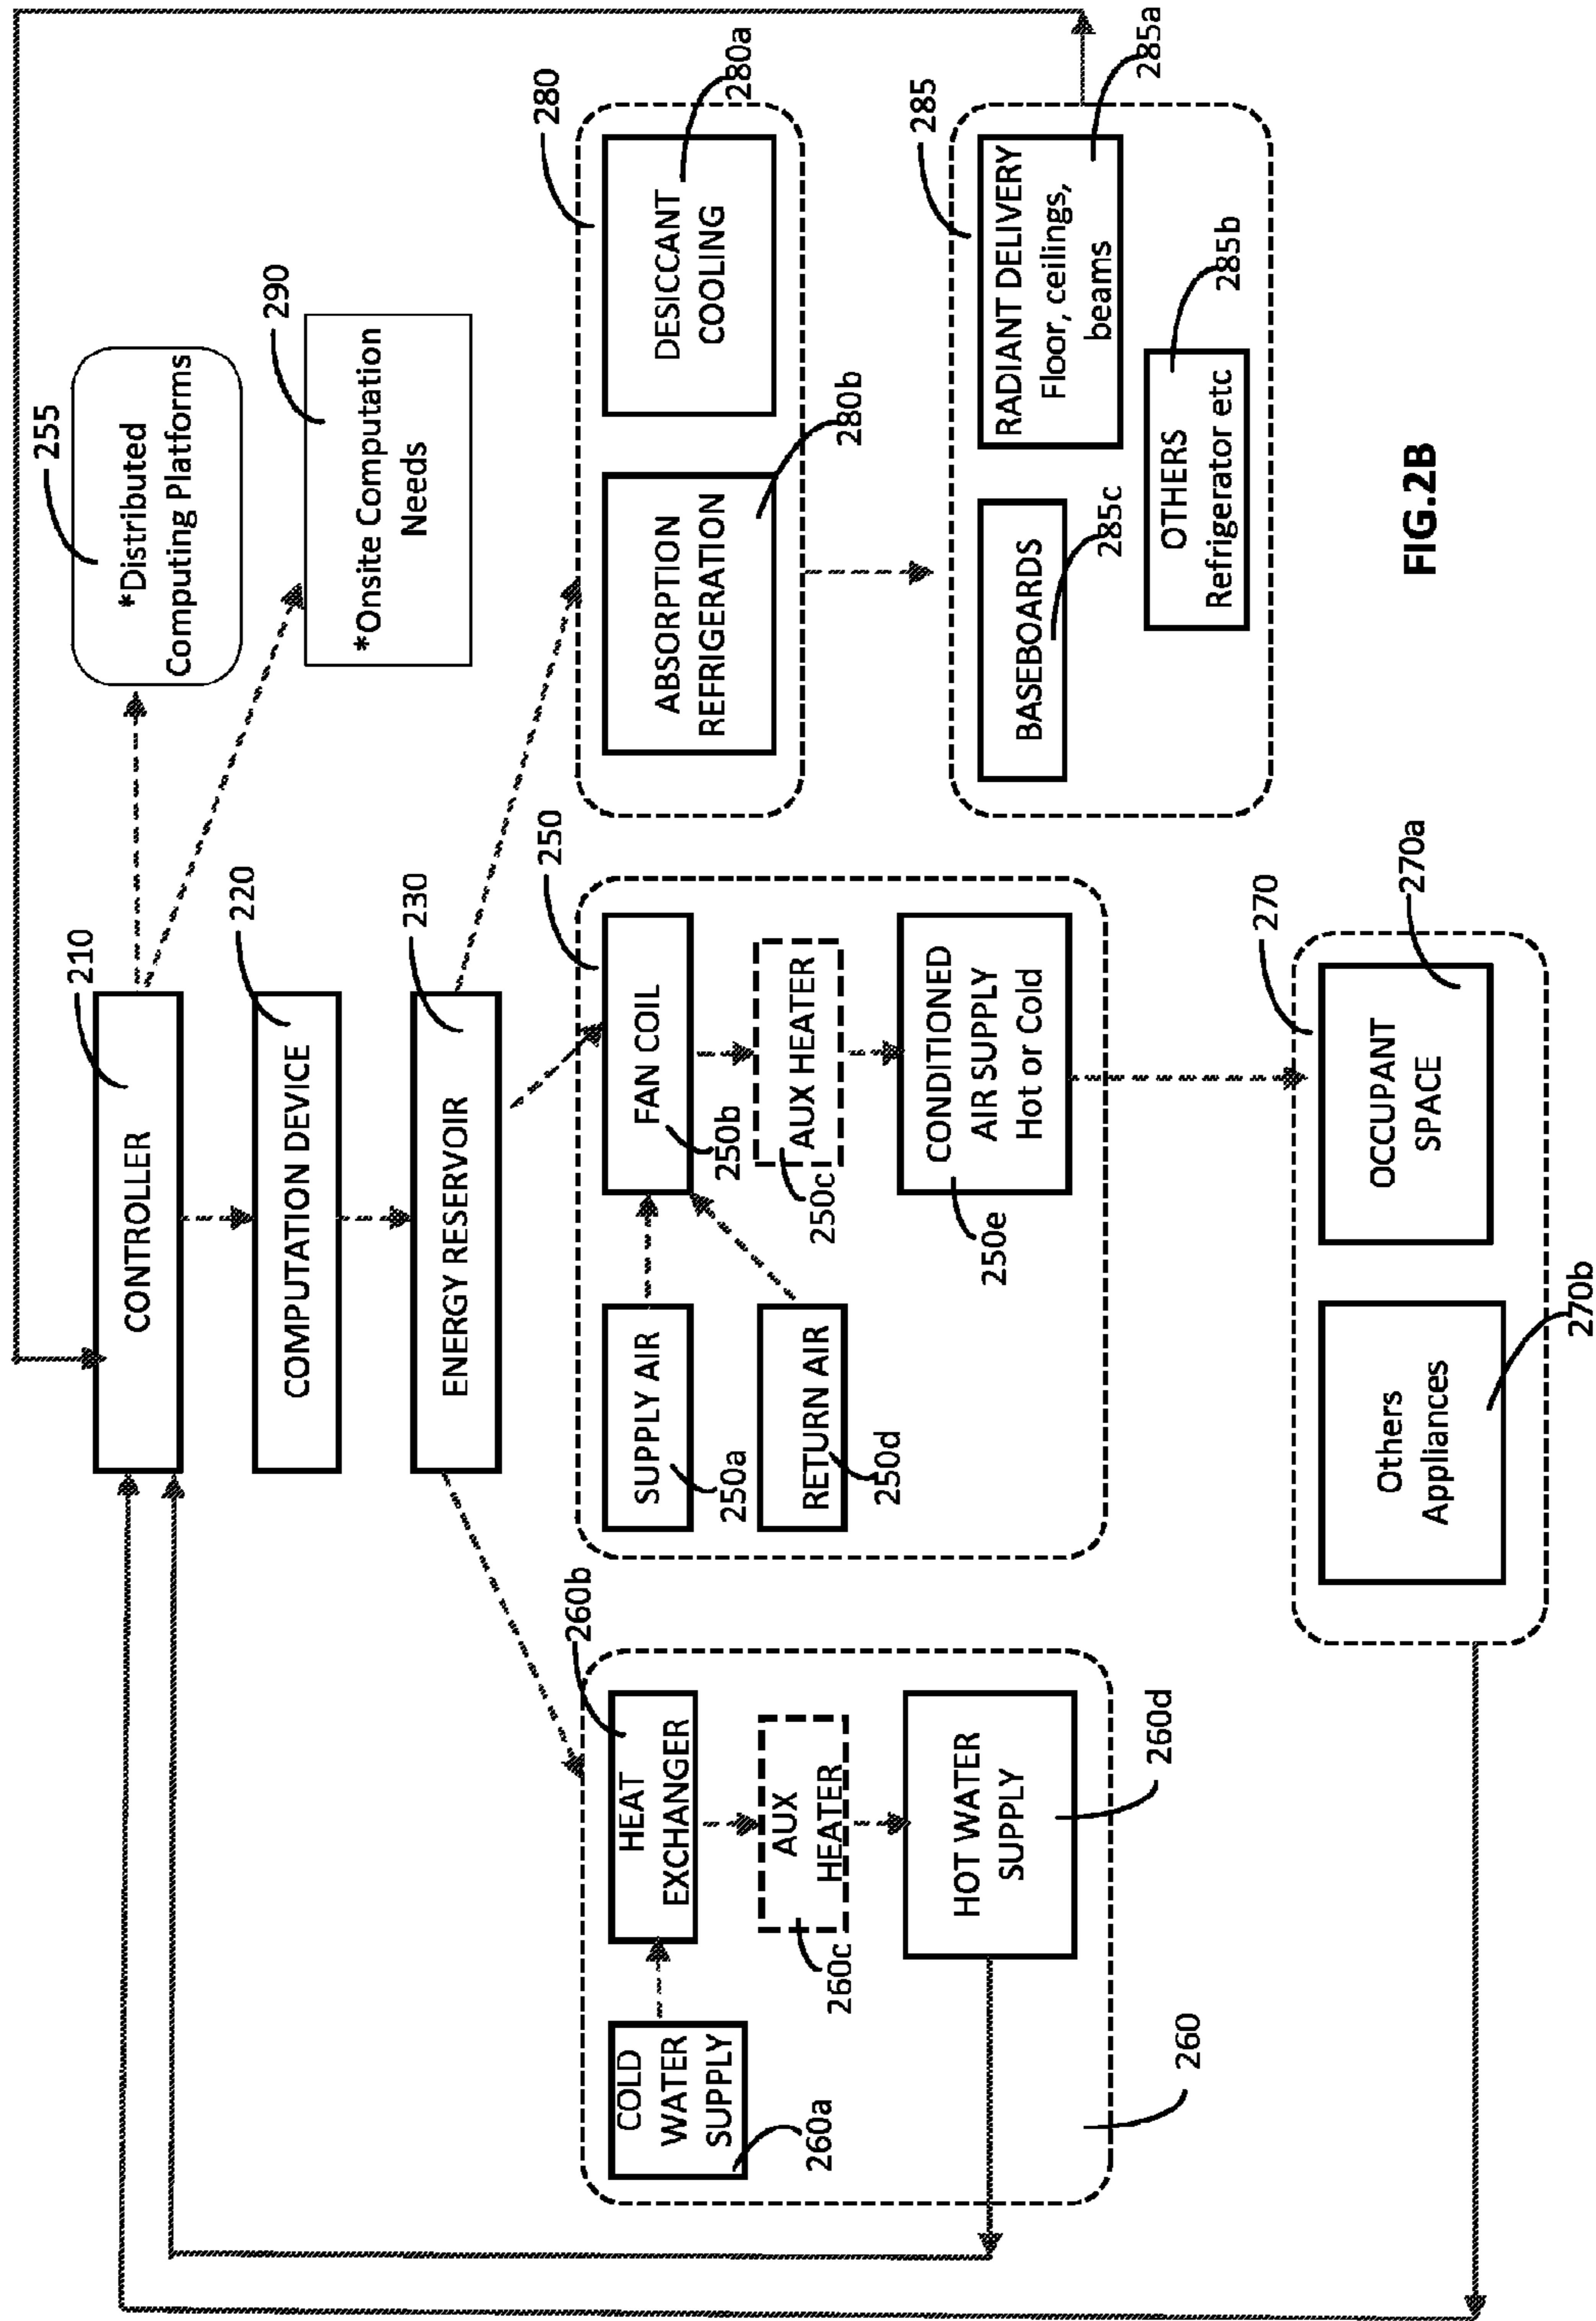 255
*Distributed
Computing Platforms
290
*Onsite Computation
Needs
210
CONTROLLER
220
COMPUTATION DEVICE
230
ENERGY RESERVOIR
260b
HEAT
EXCHANGER
COLD
WATER
SUPPLY
260a
AUX
HEATER
260c
HOT WATER
SUPPLY
260d
260
250
SUPPLY AIR
250a
FAN COIL
250b
RETURN AIR
250d
AUX HEATER
250c
CONDITIONED
AIR SUPPLY
Hot or Cold
250e
280
ABSORPTION
REFRIGERATION
280b
DESICCANT
COOLING
280a
285
BASEBOARDS
285c
RADIANT DELIVERY
Floor, ceilings,
beams
285a
OTHERS
Refrigerator etc
285b
270
Others
Appliances
270b
OCCUPANT
SPACE
270a
FIG.2B